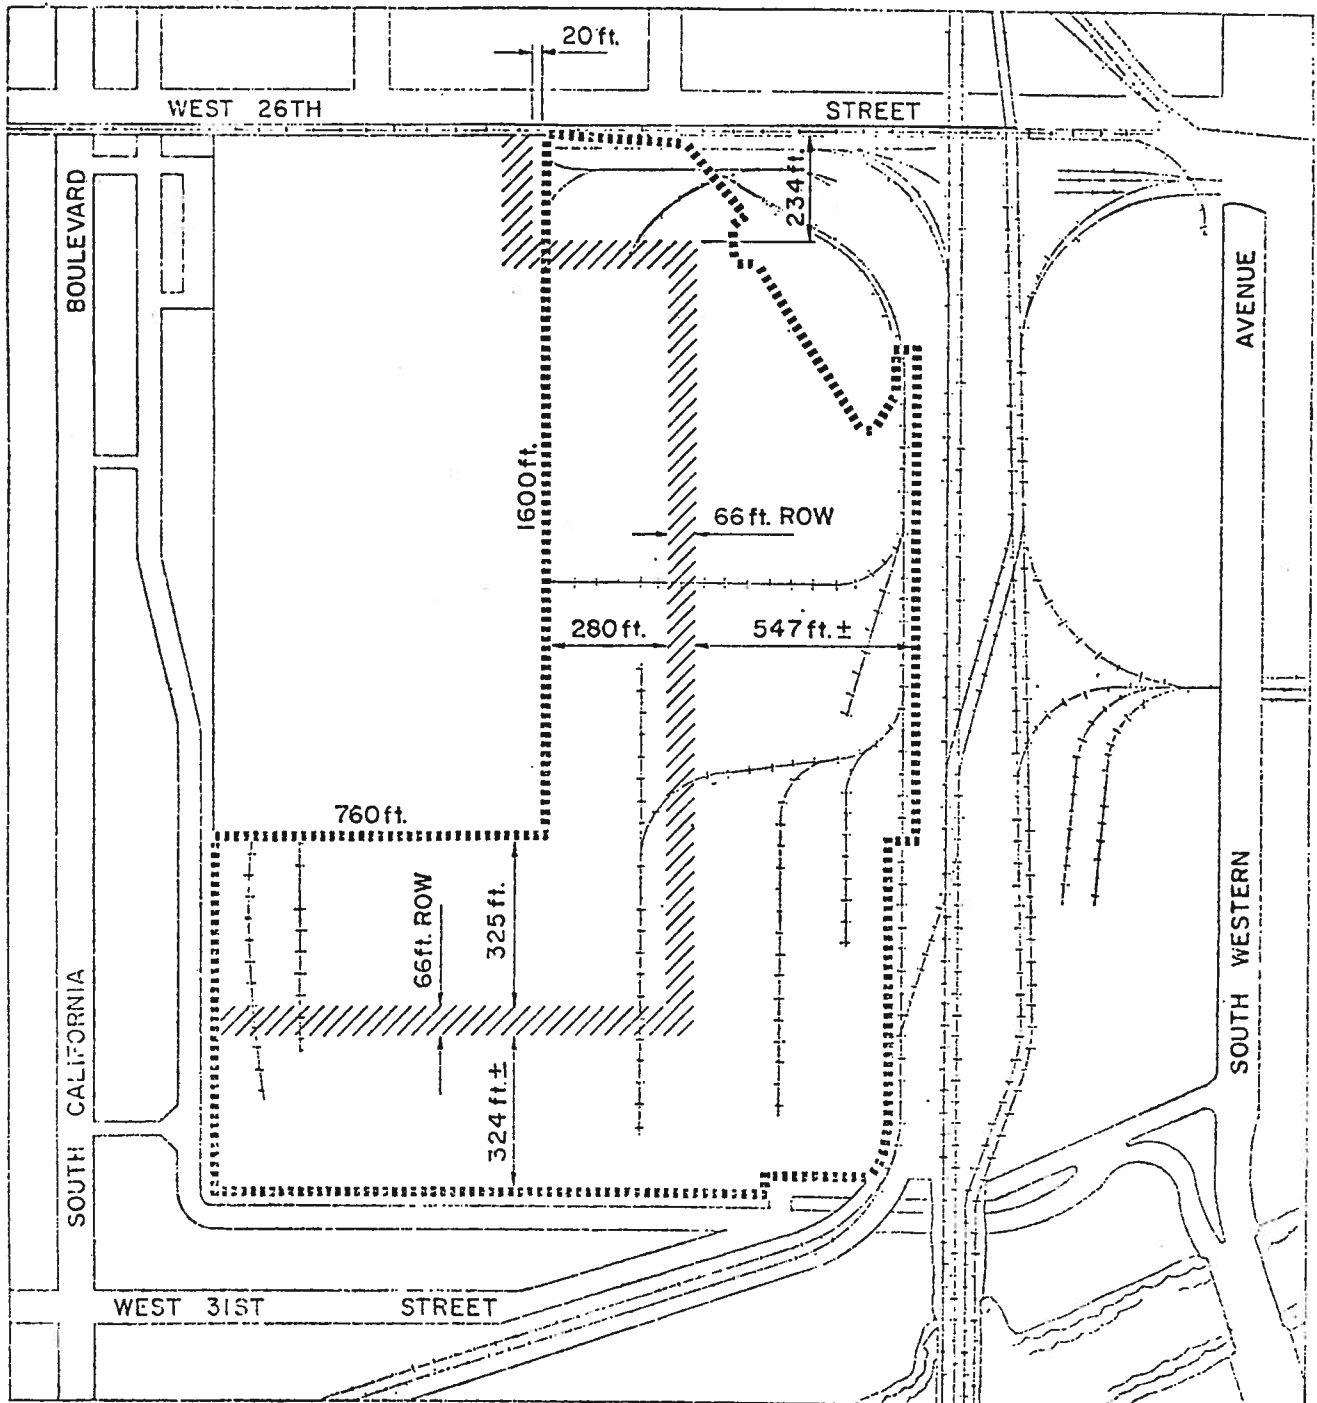 20 ft.
WEST 26TH STREET
BOULEVARD
234 ft.
AVENUE
1600 ft.
66 ft. ROW
280 ft.
547 ft. ±
760 ft.
66 ft. ROW
325 ft.
SOUTH CALIFORNIA
SOUTH WESTERN
324 ft. ±
WEST 31ST STREET